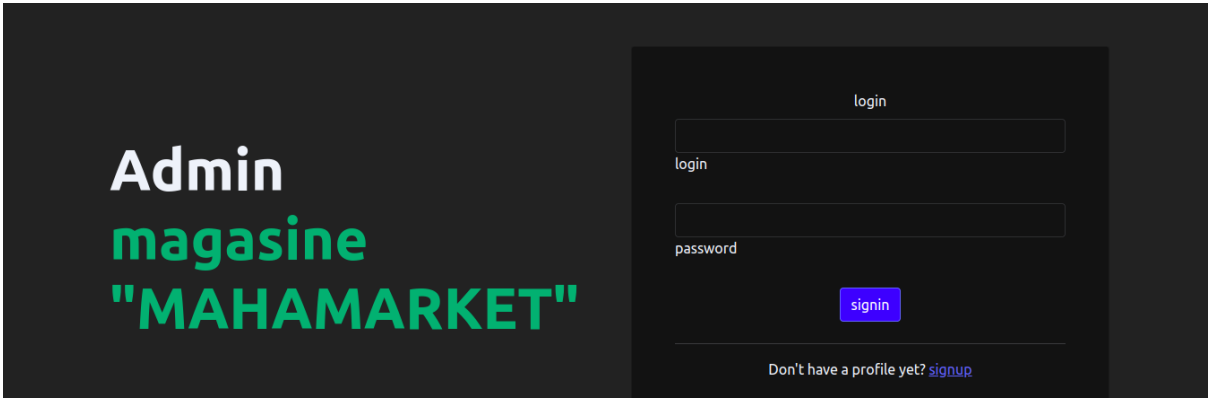 Admin
magasine
"MAHAMARKET"
login
login
password
signin
Don't have a profile yet? signup